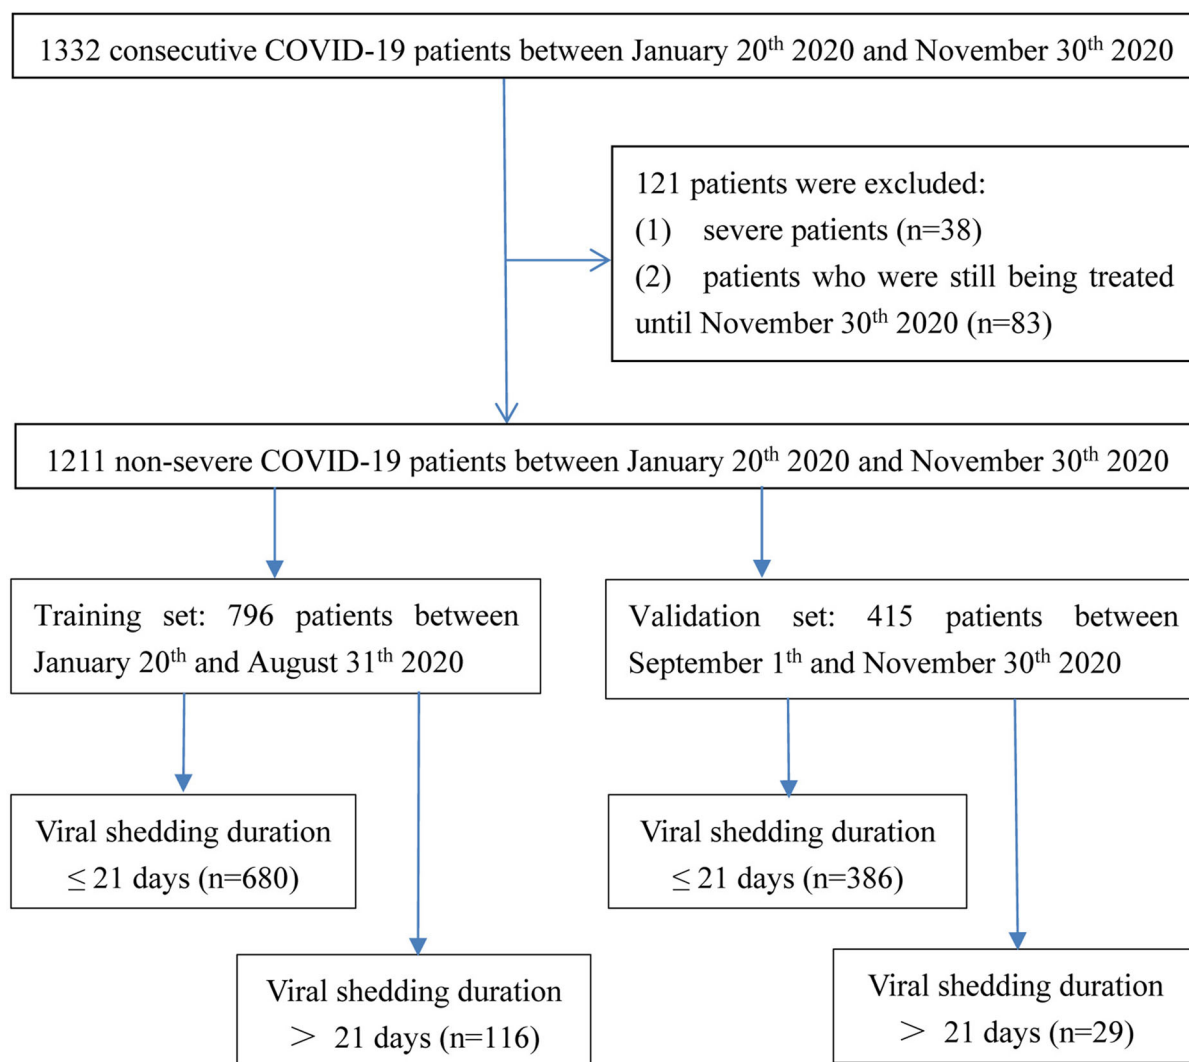 1332 consecutive COVID-19 patients between January 20th 2020 and November 30th 2020
121 patients were excluded:
(1) severe patients (n=38)
(2) patients who were still being treated
until November 30th 2020 (n=83)
1211 non-severe COVID-19 patients between January 20th 2020 and November 30th 2020
Training set: 796 patients between
January 20th and August 31th 2020
Validation set: 415 patients between
September 1th and November 30th 2020
Viral shedding duration
≤ 21 days (n=680)
Viral shedding duration
≤ 21 days (n=386)
Viral shedding duration
> 21 days (n=116)
Viral shedding duration
> 21 days (n=29)